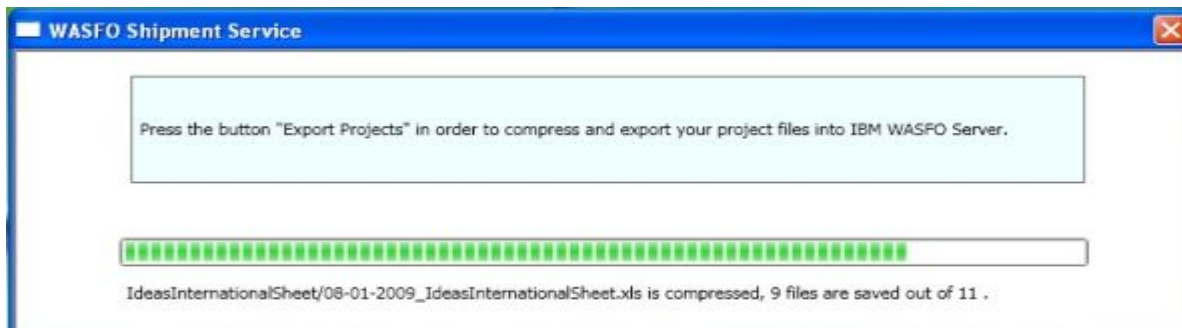 WASFO Shipment Service
Press the button "Export Projects" in order to compress and export your project files into IBM WASFO Server.
IdeasInternationalSheet/08-01-2009_IdeasInternationalSheet.xls is compressed, 9 files are saved out of 11 .